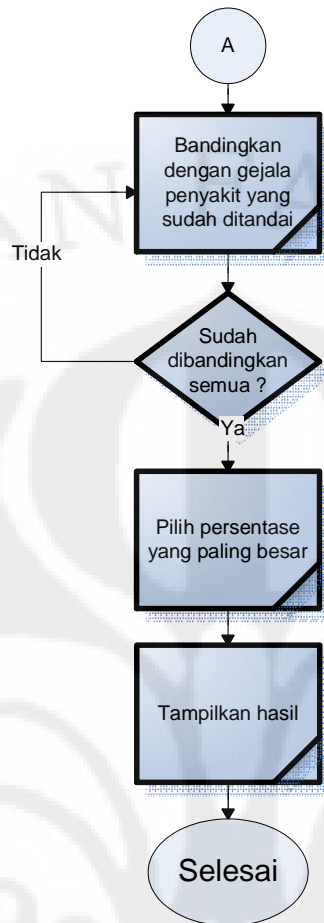 A
Bandingkan
dengan gejala
penyakit yang
sudah ditandai
Tidak
Sudah
dibandingkan
semua ?
Ya
Pilih persentase
yang paling besar
Tampilkan hasil
Selesai